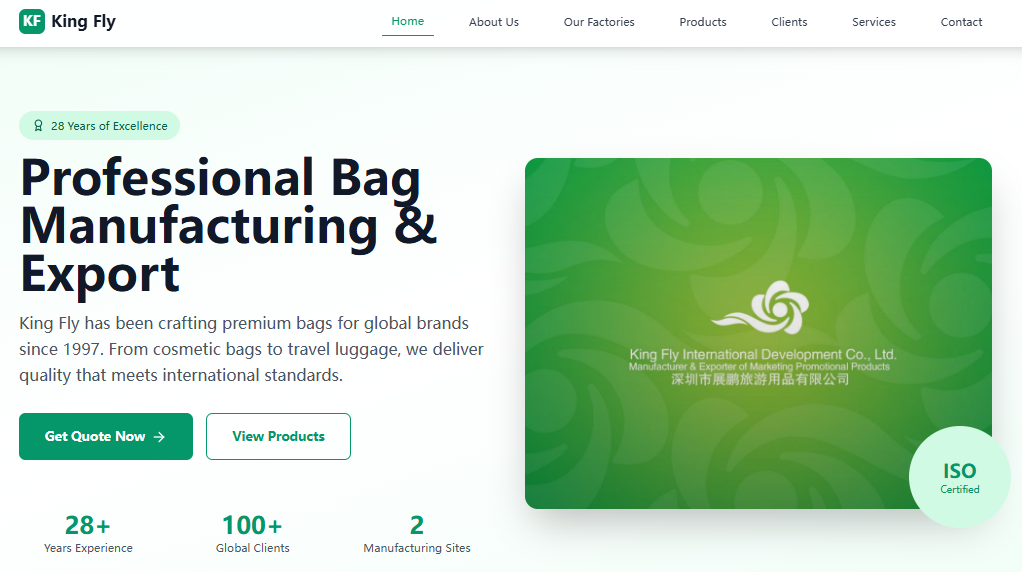 KF King Fly
Home About Us Our Factories Products Clients Services Contact
28 Years of Excellence
Professional Bag
Manufacturing &
Export
King Fly has been crafting premium bags for global brands
since 1997. From cosmetic bags to travel luggage, we deliver
quality that meets international standards.
Get Quote Now → View Products
28+
Years Experience
100+
Global Clients
2
Manufacturing Sites
King Fly International Development Co., Ltd.
Manufacturer & Exporter of Marketing Promotional Products
深圳市展鹏旅游用品有限公司
ISO
Certified